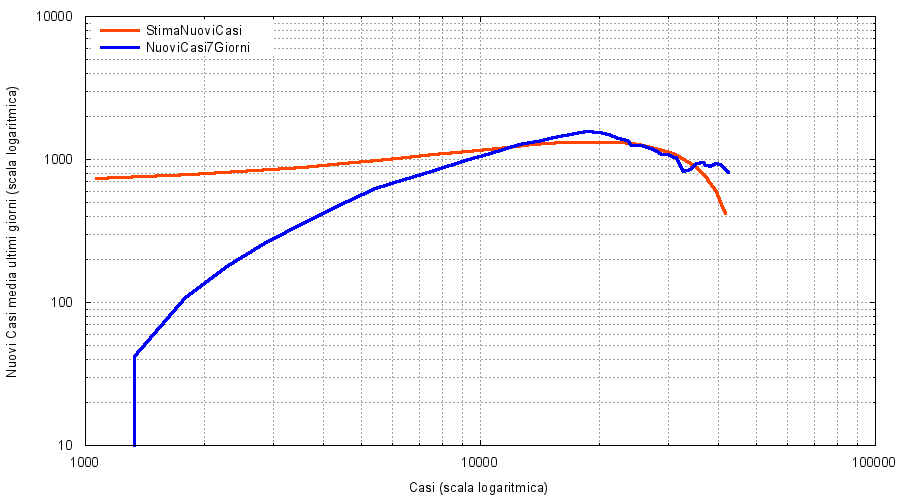 10000
StimaNuoviCasi
NuoviCasi7Giorni
1000
100
10
Nuovi Casi media ultimi giorni (scala logaritmica)
1000
10000
100000
Casi (scala logaritmica)